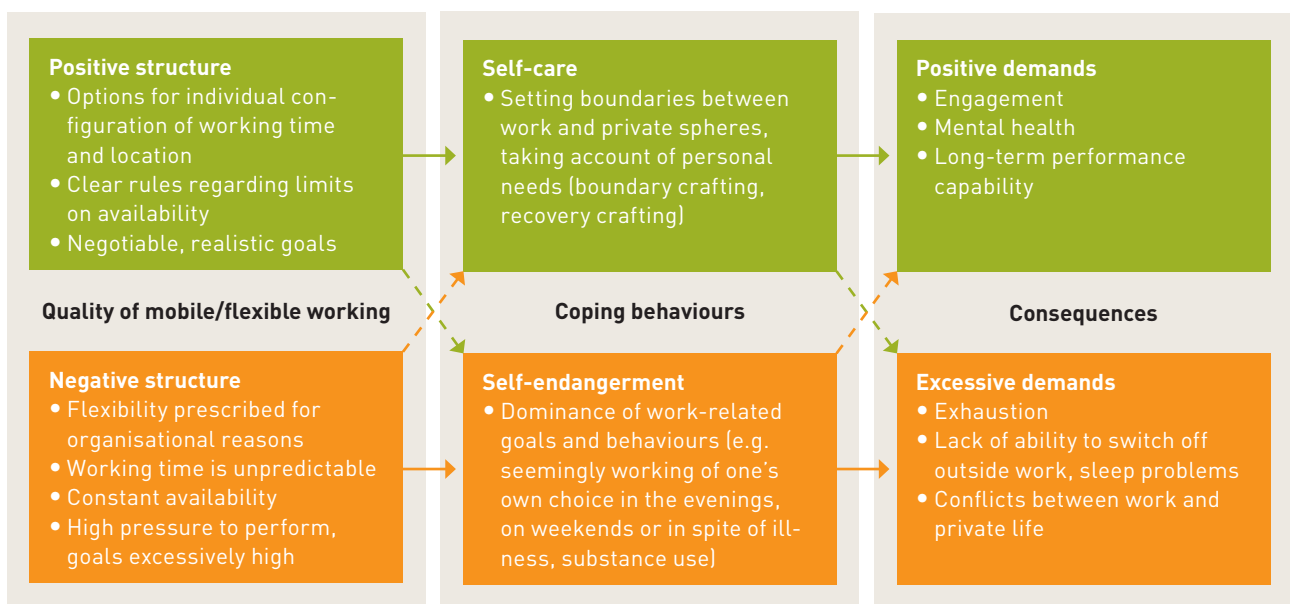 Positive structure
• Options for individual con-
figuration of working time
and location
• Clear rules regarding limits
on availability
• Negotiable, realistic goals
Quality of mobile/flexible working
Negative structure
• Flexibility prescribed for
organisational reasons
• Working time is unpredictable
• Constant availability
• High pressure to perform,
goals excessively high
Self-care
• Setting boundaries between
work and private spheres,
taking account of personal
needs (boundary crafting,
recovery crafting)
Coping behaviours
Self-endangerment
• Dominance of work-related
goals and behaviours (e.g.
seemingly working of one's
own choice in the evenings,
on weekends or in spite of ill-
ness, substance use)
Positive demands
• Engagement
• Mental health
• Long-term performance
capability
Consequences
Excessive demands
• Exhaustion
• Lack of ability to switch off
outside work, sleep problems
• Conflicts between work and
private life